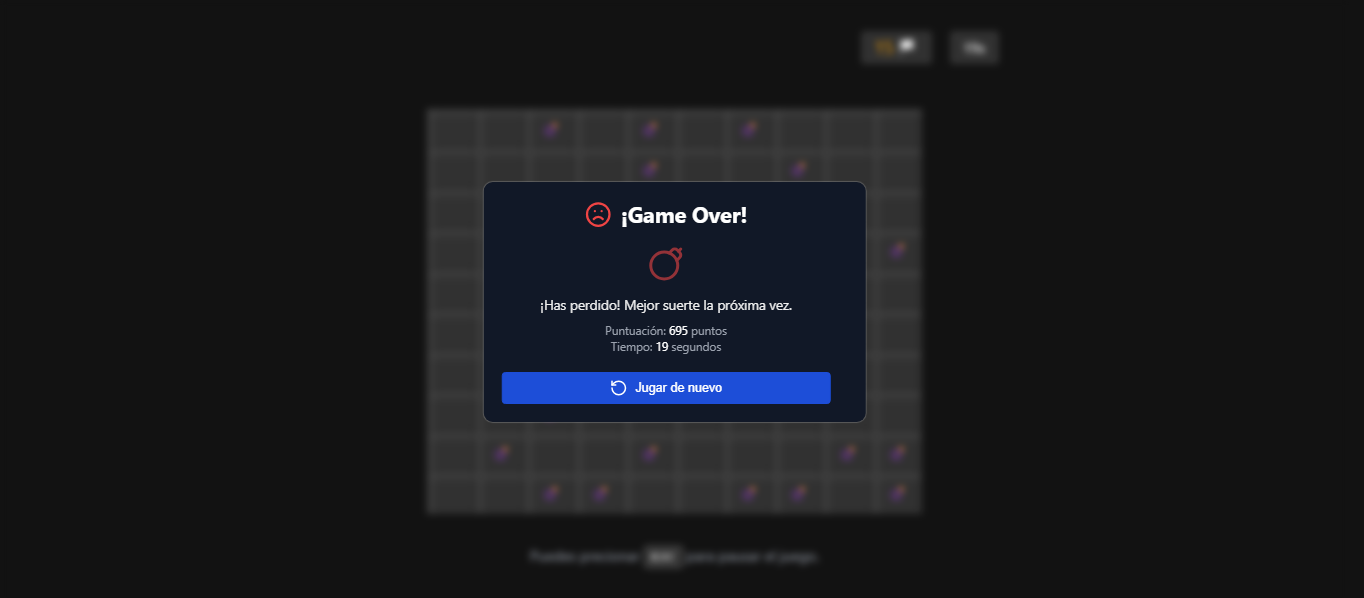 ¡Game Over!
¡Has perdido! Mejor suerte la próxima vez.
Puntuación: 695 puntos
Tiempo: 19 segundos
Jugar de nuevo
Puedes presionar
para pausar el juego.